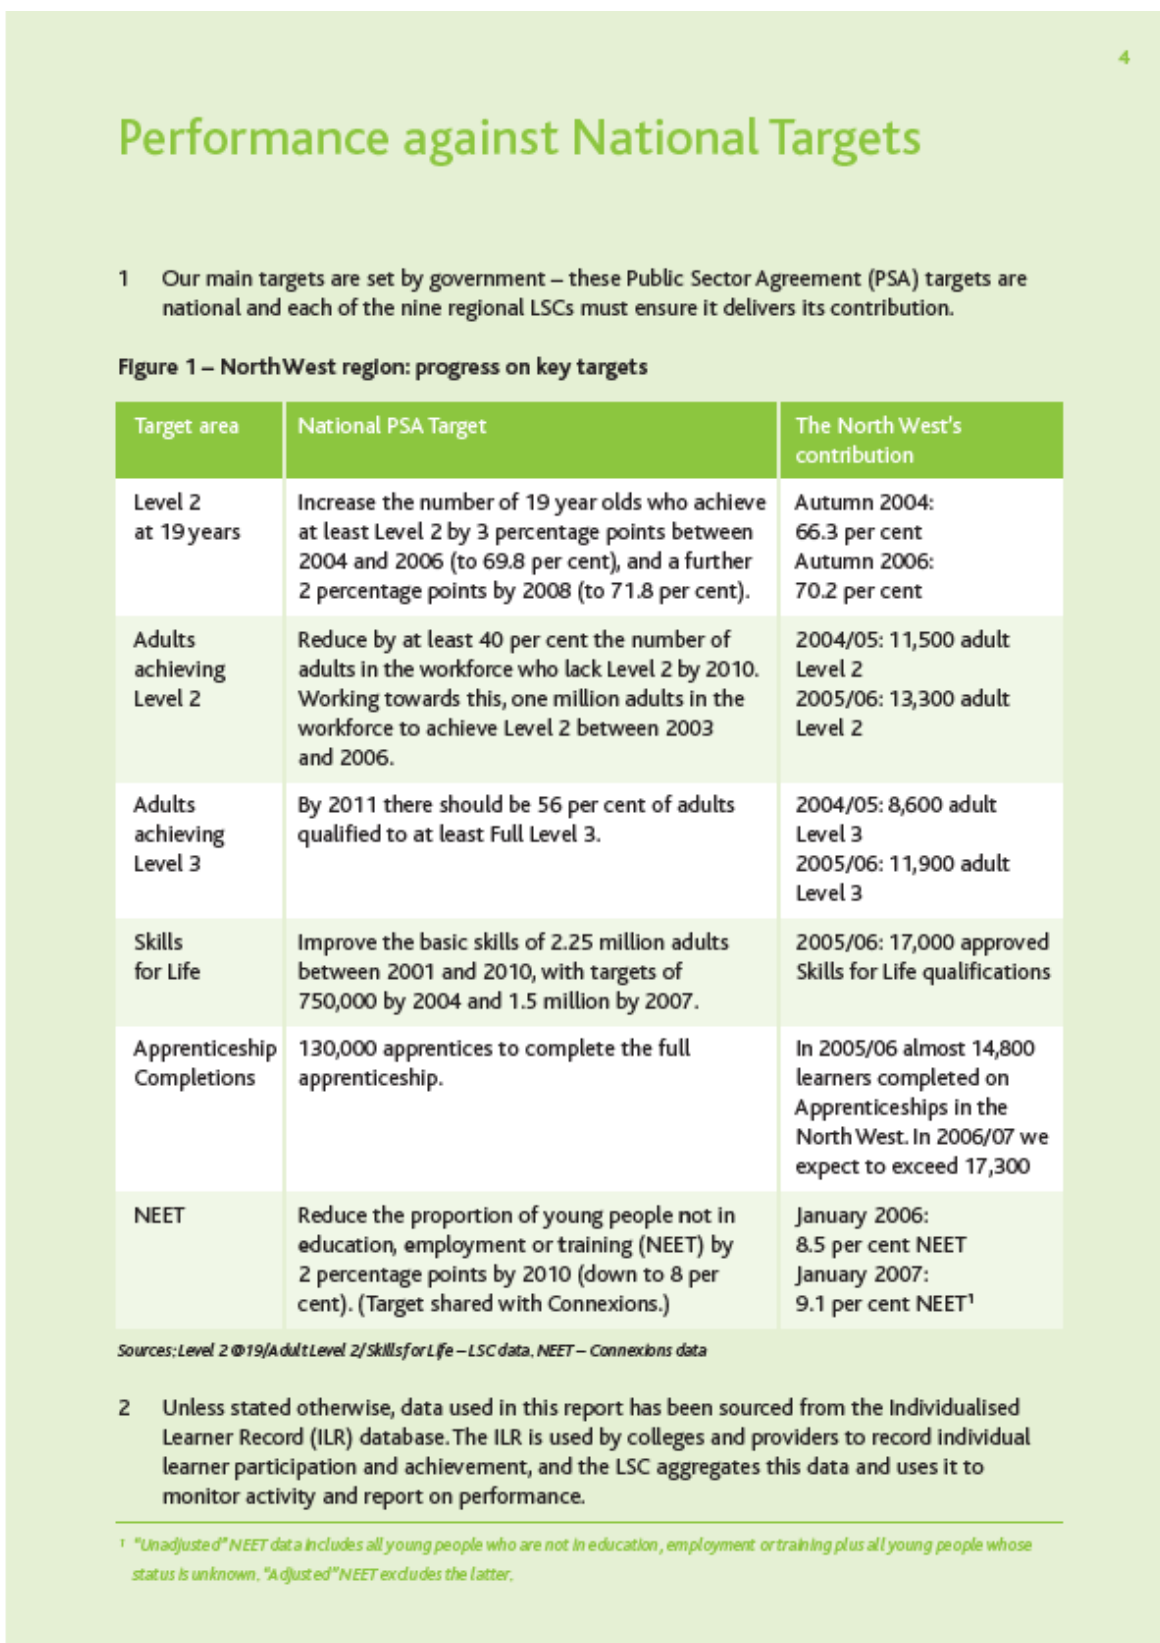 4
Performance against National Targets
1 Our main targets are set by government – these Public Sector Agreement (PSA) targets are
national and each of the nine regional LSCs must ensure it delivers its contribution.
Figure 1 – North West region: progress on key targets
Target area
National PSA Target
The North West's
contribution
Level 2
at 19 years
Increase the number of 19 year olds who achieve
at least Level 2 by 3 percentage points between
2004 and 2006 (to 69.8 per cent), and a further
2 percentage points by 2008 (to 71.8 per cent).
Autumn 2004:
66.3 per cent
Autumn 2006:
70.2 per cent
Adults
achieving
Level 2
Reduce by at least 40 per cent the number of
adults in the workforce who lack Level 2 by 2010.
Working towards this, one million adults in the
workforce to achieve Level 2 between 2003
and 2006.
2004/05: 11,500 adult
Level 2
2005/06: 13,300 adult
Level 2
Adults
achieving
Level 3
By 2011 there should be 56 per cent of adults
qualified to at least Full Level 3.
2004/05: 8,600 adult
Level 3
2005/06: 11,900 adult
Level 3
Skills
for Life
Improve the basic skills of 2.25 million adults
between 2001 and 2010, with targets of
750,000 by 2004 and 1.5 million by 2007.
2005/06: 17,000 approved
Skills for Life qualifications
Apprenticeship
Completions
130,000 apprentices to complete the full
apprenticeship.
In 2005/06 almost 14,800
learners completed on
Apprenticeships in the
North West. In 2006/07 we
expect to exceed 17,300
NEET
Reduce the proportion of young people not in
education, employment or training (NEET) by
2 percentage points by 2010 (down to 8 per
cent). (Target shared with Connexions.)
January 2006:
8.5 per cent NEET
January 2007:
9.1 per cent NEET¹
Sources; Level 2 @19/Adult Level 2/Skills for Life – LSC data. NEET – Connexions data
2 Unless stated otherwise, data used in this report has been sourced from the Individualised
Learner Record (ILR) database. The ILR is used by colleges and providers to record individual
learner participation and achievement, and the LSC aggregates this data and uses it to
monitor activity and report on performance.
¹ "Unadjusted" NEET data includes all young people who are not in education, employment or training plus all young people whose
status is unknown. "Adjusted" NEET excludes the latter.